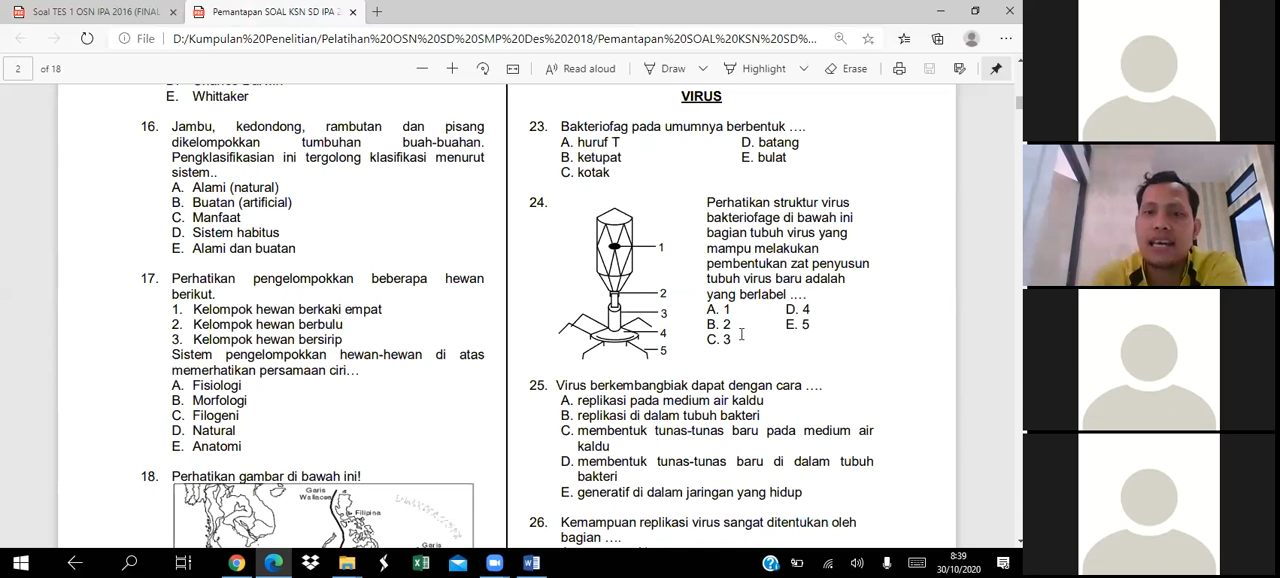 Soal TES 1 OSN IPA 2016 (FINAL
Pemantapan SOAL KSN SD IPA 2
File
D:/Kumpulan%20Penelitian/Pelatihan%20OSN%20SD%20SMP%20Des%202018/Pemantapan%20SOAL%20KSN%20SD%...
2 of 18
Read aloud
Draw
Highlight
Erase
E. Whittaker
16. Jambu, kedondong, rambutan dan pisang
dikelompokkan tumbuhan buah-buahan.
Pengklasifikasian ini tergolong klasifikasi menurut
sistem..
A. Alami (natural)
B. Buatan (artificial)
C. Manfaat
D. Sistem habitus
E. Alami dan buatan
17. Perhatikan pengelompokkan beberapa hewan
berikut.
1. Kelompok hewan berkaki empat
2. Kelompok hewan berbulu
3. Kelompok hewan bersirip
Sistem pengelompokkan hewan-hewan di atas
memerhatikan persamaan ciri…
A. Fisiologi
B. Morfologi
C. Filogeni
D. Natural
E. Anatomi
18. Perhatikan gambar di bawah ini!
Garis
Wallacea
Filipina
Garis
VIRUS
23. Bakteriofag pada umumnya berbentuk ….
A. huruf T D. batang
B. ketupat E. bulat
C. kotak
24. Perhatikan struktur virus
bakteriofage di bawah ini
bagian tubuh virus yang
mampu melakukan
pembentukan zat penyusun
tubuh virus baru adalah
yang berlabel ….
A. 1 D. 4
B. 2 E. 5
C. 3
1
2
3
4
5
25. Virus berkembangbiak dapat dengan cara ….
A. replikasi pada medium air kaldu
B. replikasi di dalam tubuh bakteri
C. membentuk tunas-tunas baru pada medium air
kaldu
D. membentuk tunas-tunas baru di dalam tubuh
bakteri
E. generatif di dalam jaringan yang hidup
26. Kemampuan replikasi virus sangat ditentukan oleh
bagian ….
8:39
30/10/2020